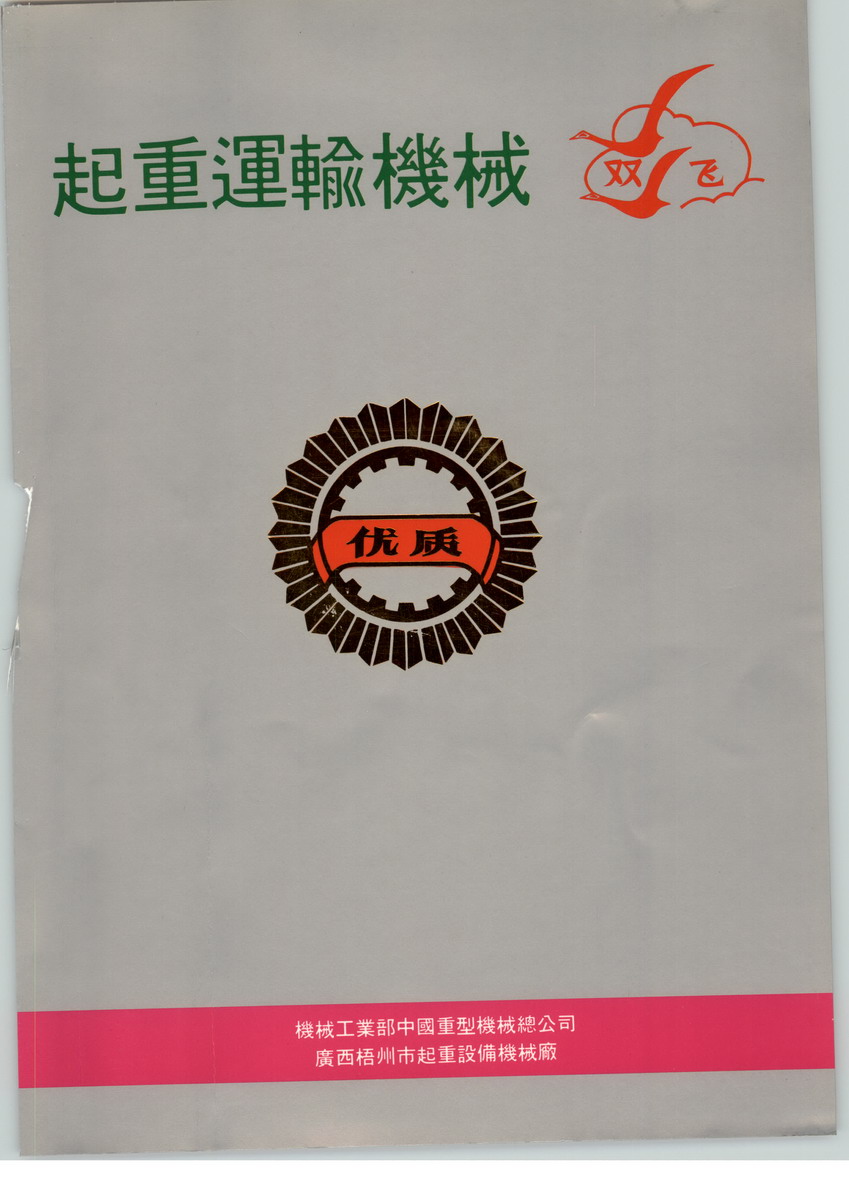 起重運輸機械
双飞
优质
機械工業部中國重型機械總公司
廣西梧州市起重設備機械廠